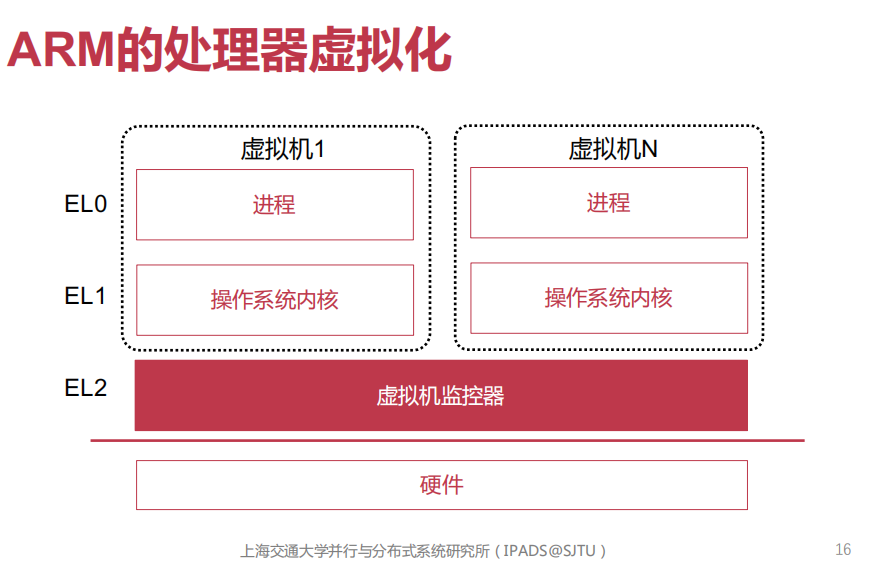 ARM的处理器虚拟化
虚拟机1
虚拟机N
EL0
进程
进程
EL1
操作系统内核
操作系统内核
EL2
虚拟机监控器
硬件
上海交通大学并行与分布式系统研究所（IPADS@SJTU）
16